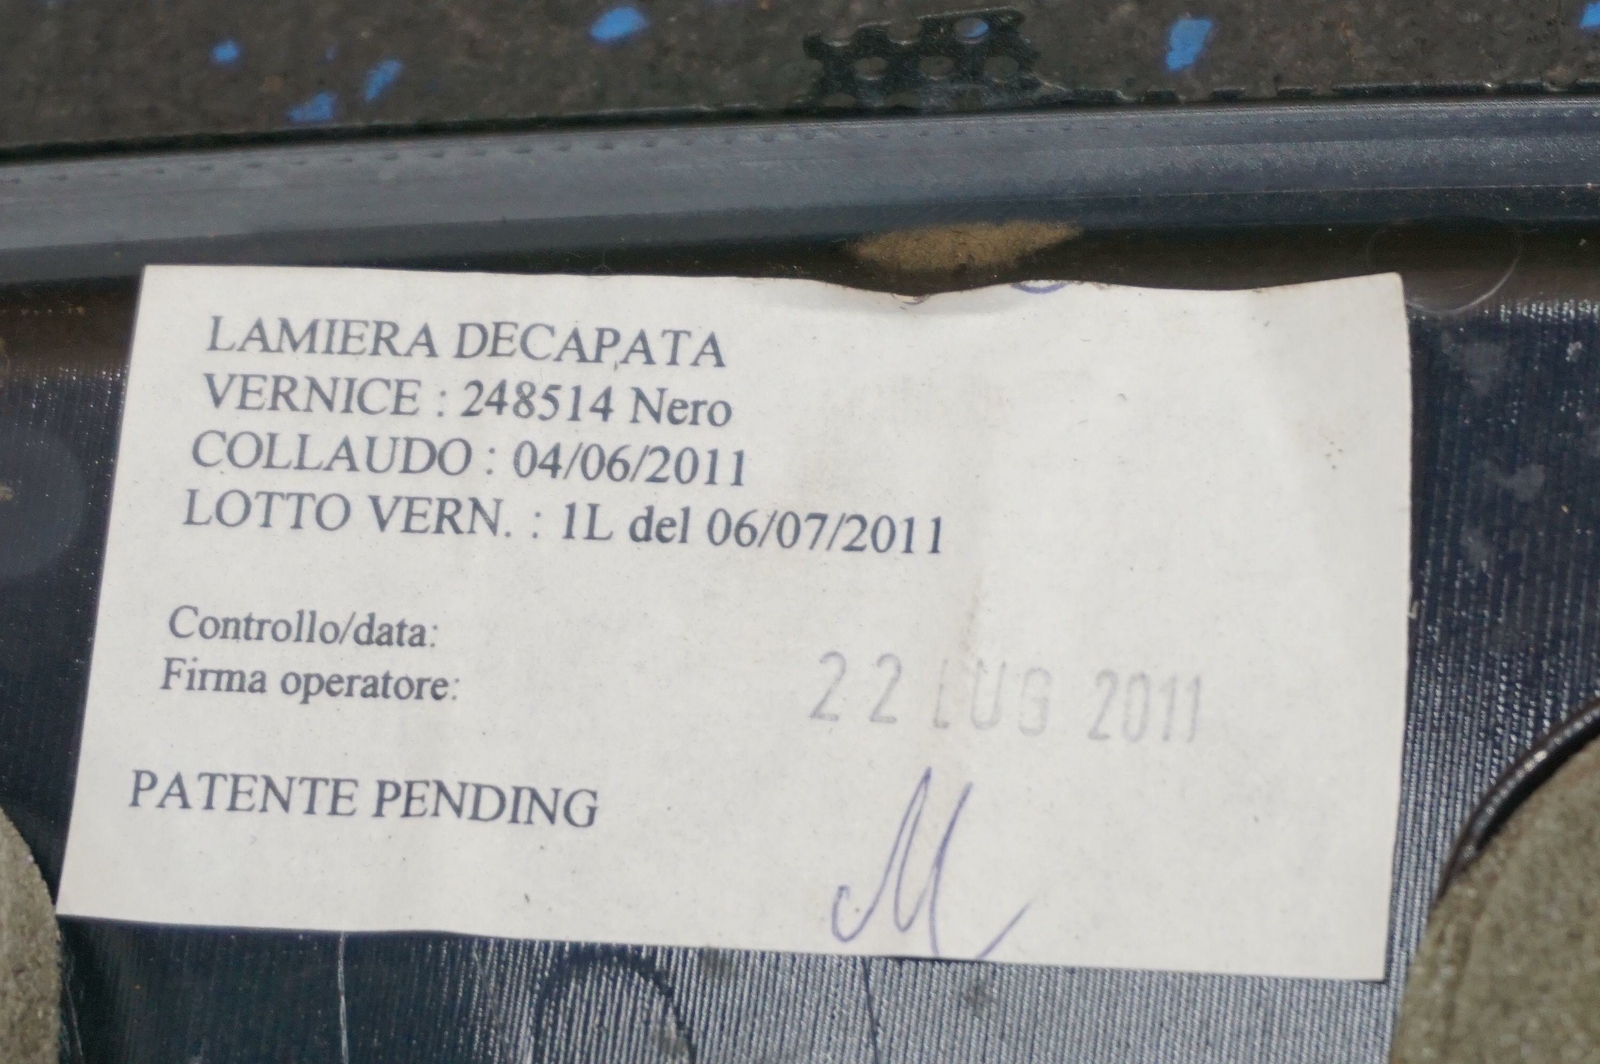 LAMIERA DECAPATA
VERNICE : 248514 Nero
COLLAUDO : 04/06/2011
LOTTO VERN. : 1L del 06/07/2011
Controllo/data:
Firma operatore:
22 LUG 2011
PATENTE PENDING